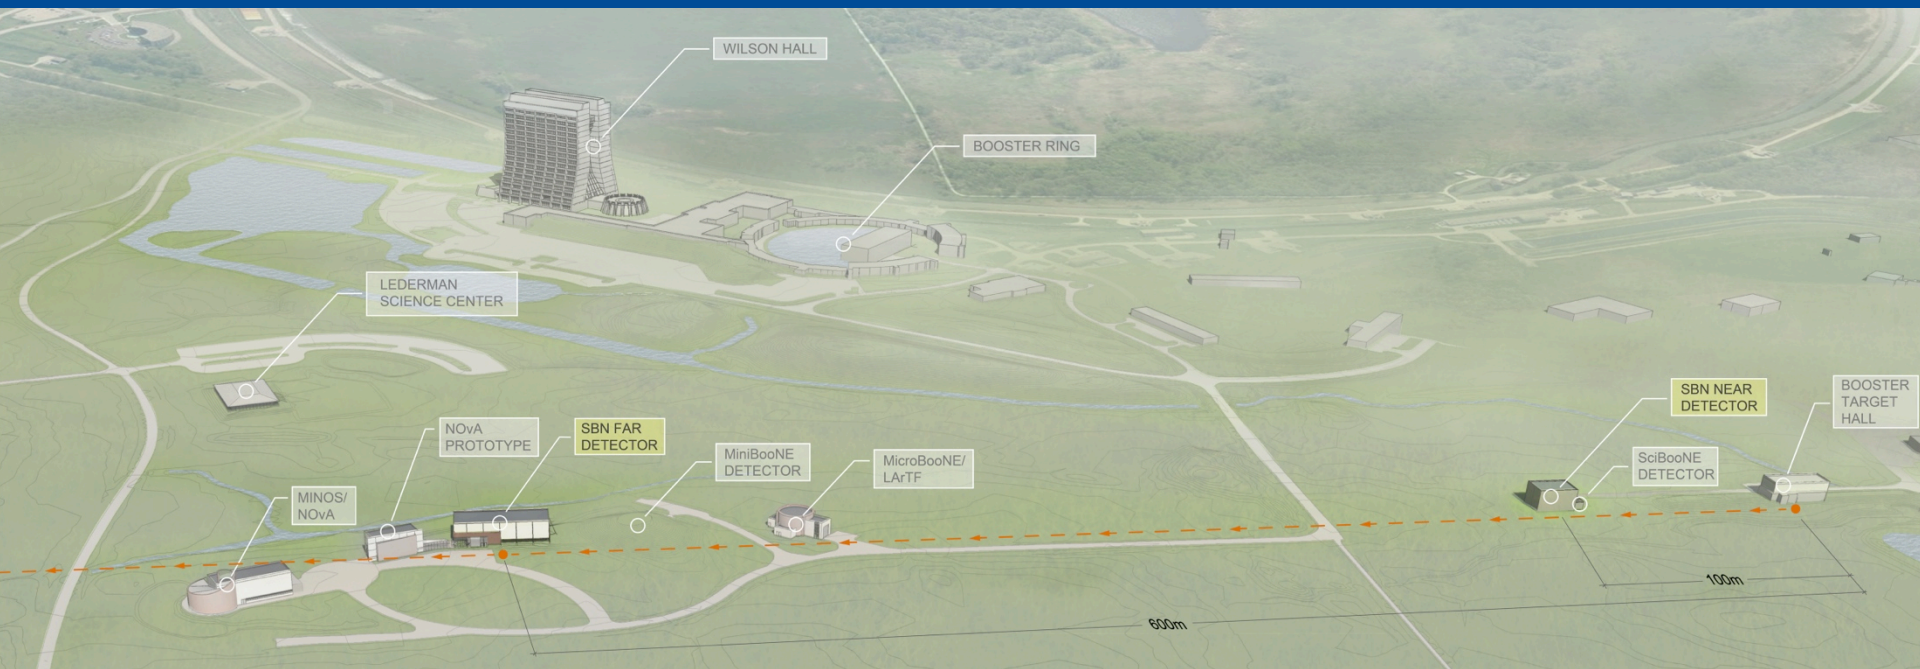 WILSON HALL
BOOSTER RING
LEDERMAN
SCIENCE CENTER
SBN NEAR
DETECTOR
BOOSTER
TARGET
HALL
NOvA
PROTOTYPE
SBN FAR
DETECTOR
MiniBooNE
DETECTOR
MicroBooNE/
LArTF
SciBooNE
DETECTOR
MINOS/
NOvA
100m
600m